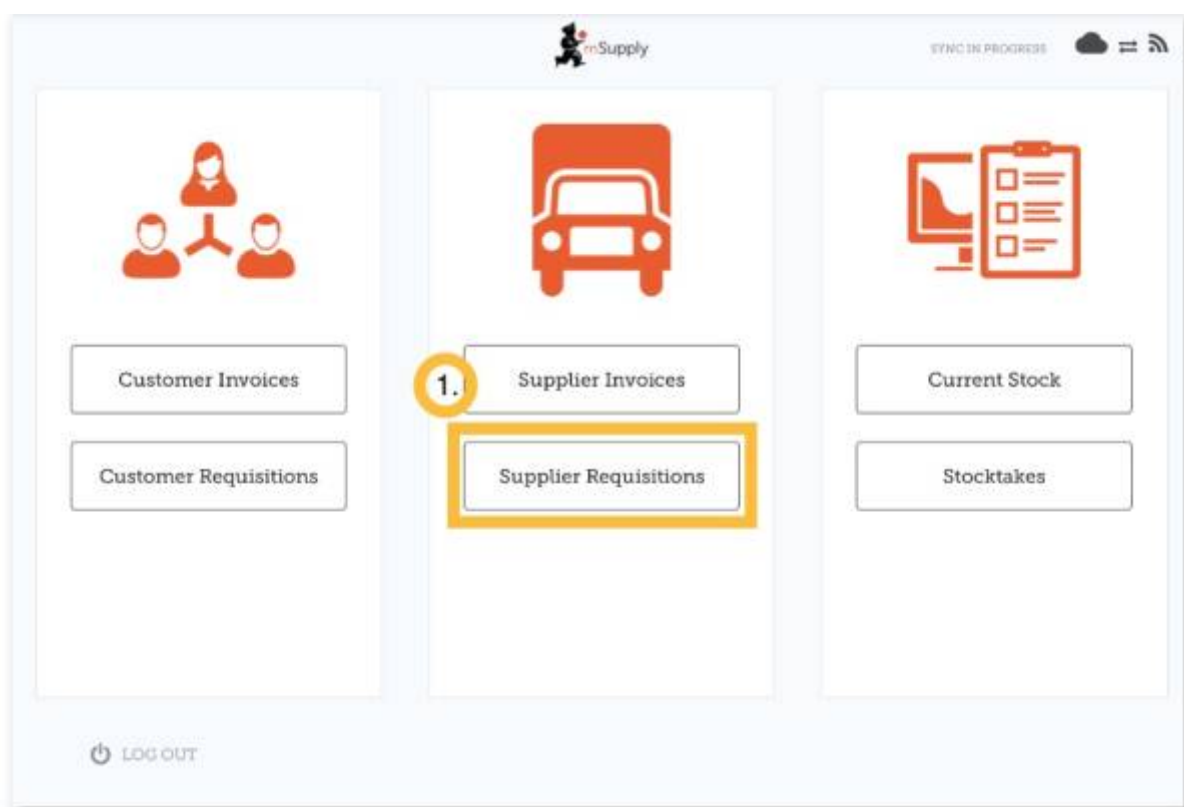 mSupply
SYNC IN PROGRESS
Customer Invoices
Customer Requisitions
1.
Supplier Invoices
Supplier Requisitions
Current Stock
Stocktakes
LOG OUT